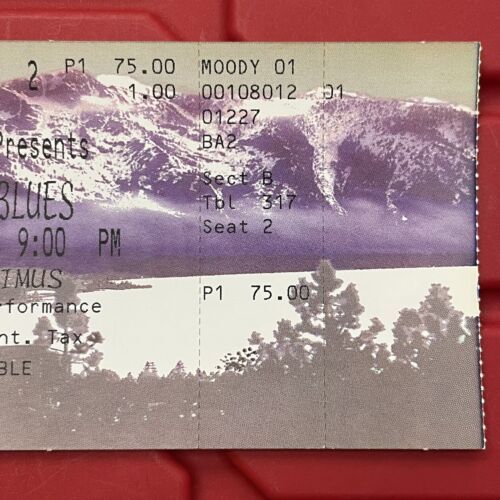 2 P1 75.00 MOODY 01
1.00 00108012 01
01227
Presents BA2
Sect B
BLUES Tbl 317
9:00 PM Seat 2
IMUS
P1 75.00
rformance
nt. Tax
BLE